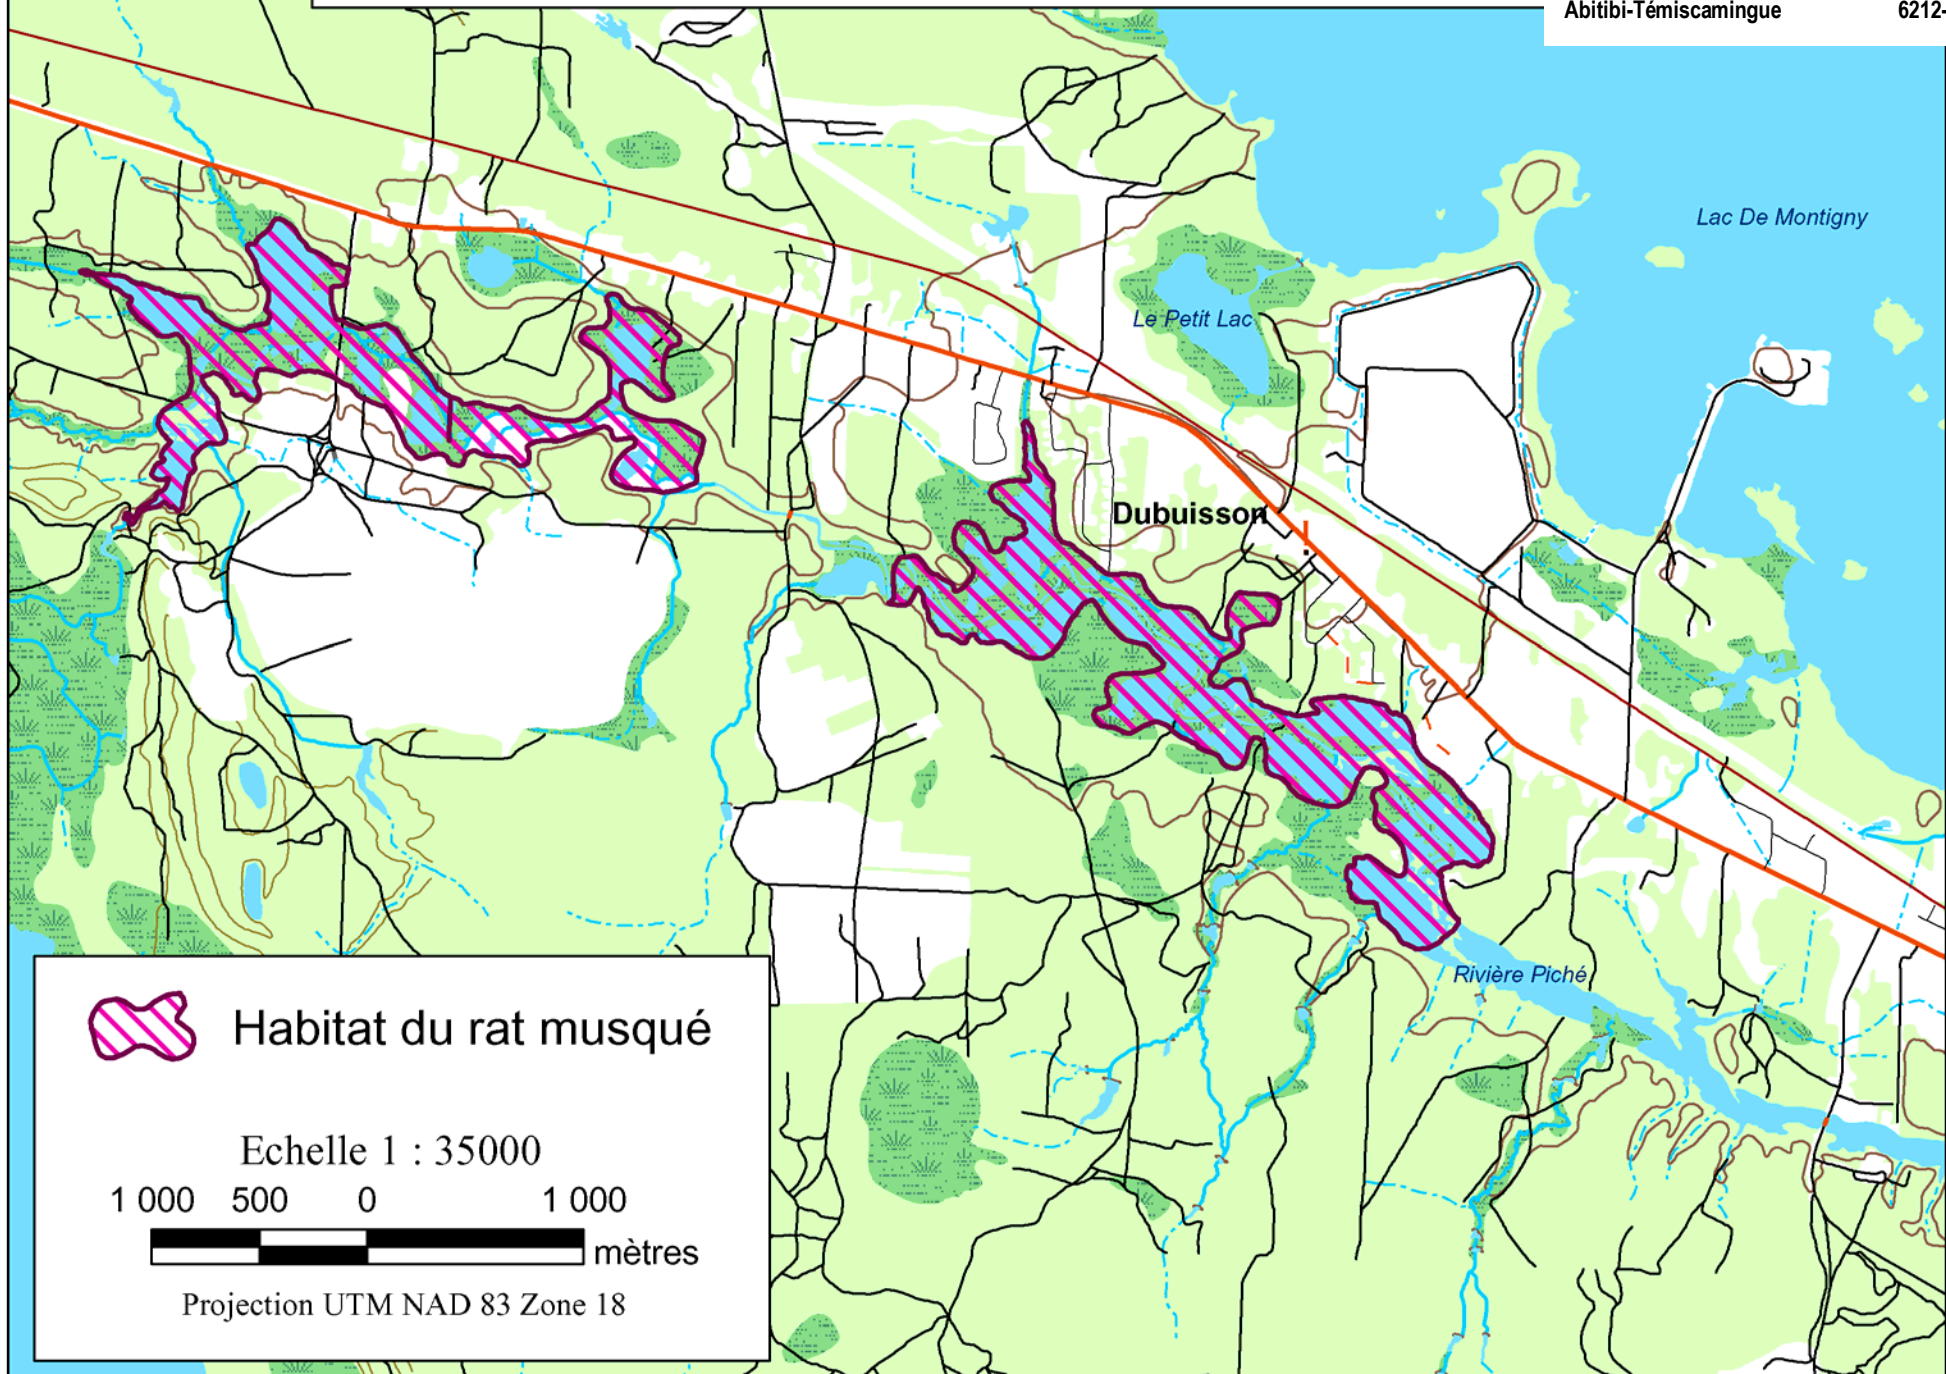 Abitibi-Témiscamingue 6212-
Lac De Montigny
Le Petit Lac
Dubuisson
Rivière Piché
Habitat du rat musqué
Echelle 1 : 35000
1 000 500 0 1 000
mètres
Projection UTM NAD 83 Zone 18